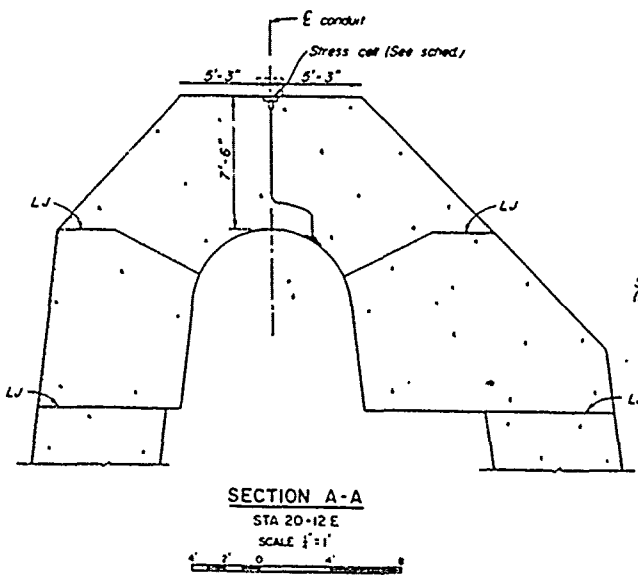 ℄ conduit
Stress cell (See sched.)
5'-3" 5'-3"
7'-6"
LJ
LJ
LJ
SECTION A-A
STA 20+12 E
SCALE ¼"=1'
4' 2' 0 4' 8